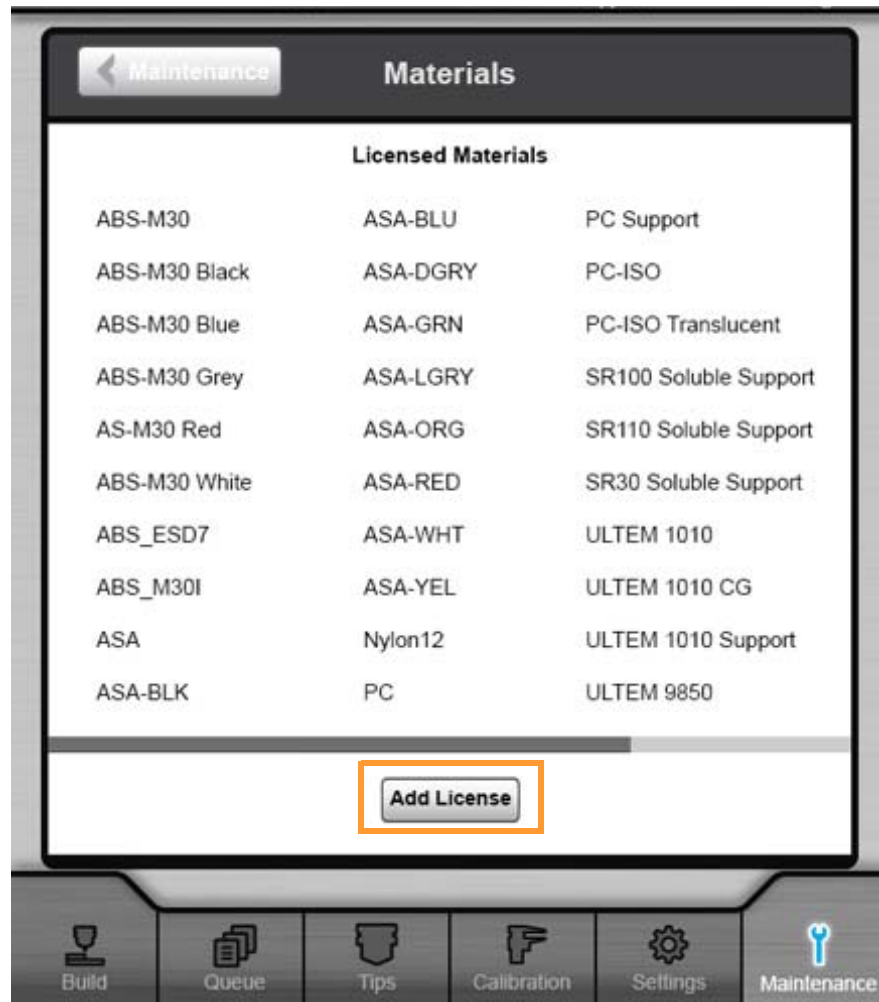 Maintenance
Materials
Licensed Materials
ABS-M30 ASA-BLU PC Support
ABS-M30 Black ASA-DGRY PC-ISO
ABS-M30 Blue ASA-GRN PC-ISO Translucent
ABS-M30 Grey ASA-LGRY SR100 Soluble Support
AS-M30 Red ASA-ORG SR110 Soluble Support
ABS-M30 White ASA-RED SR30 Soluble Support
ABS_ESD7 ASA-WHT ULTEM 1010
ABS_M30I ASA-YEL ULTEM 1010 CG
ASA Nylon12 ULTEM 1010 Support
ASA-BLK PC ULTEM 9850
Add License
Build Queue Tips Calibration Settings Maintenance